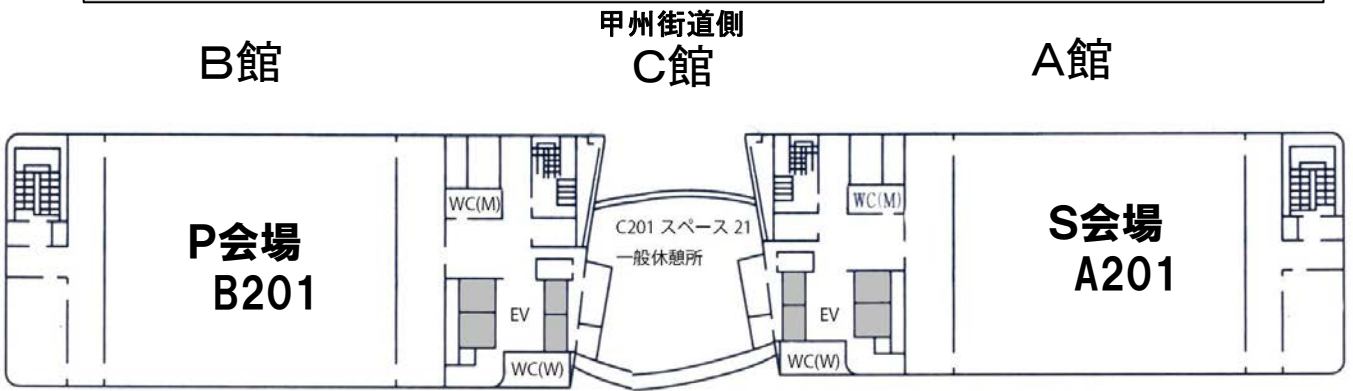 甲州街道側
B館
C館
A館
WC(M)
P会場
B201
EV
WC(W)
C201 スペース 21
一般休憩所
WC(M)
S会場
A201
EV
WC(W)